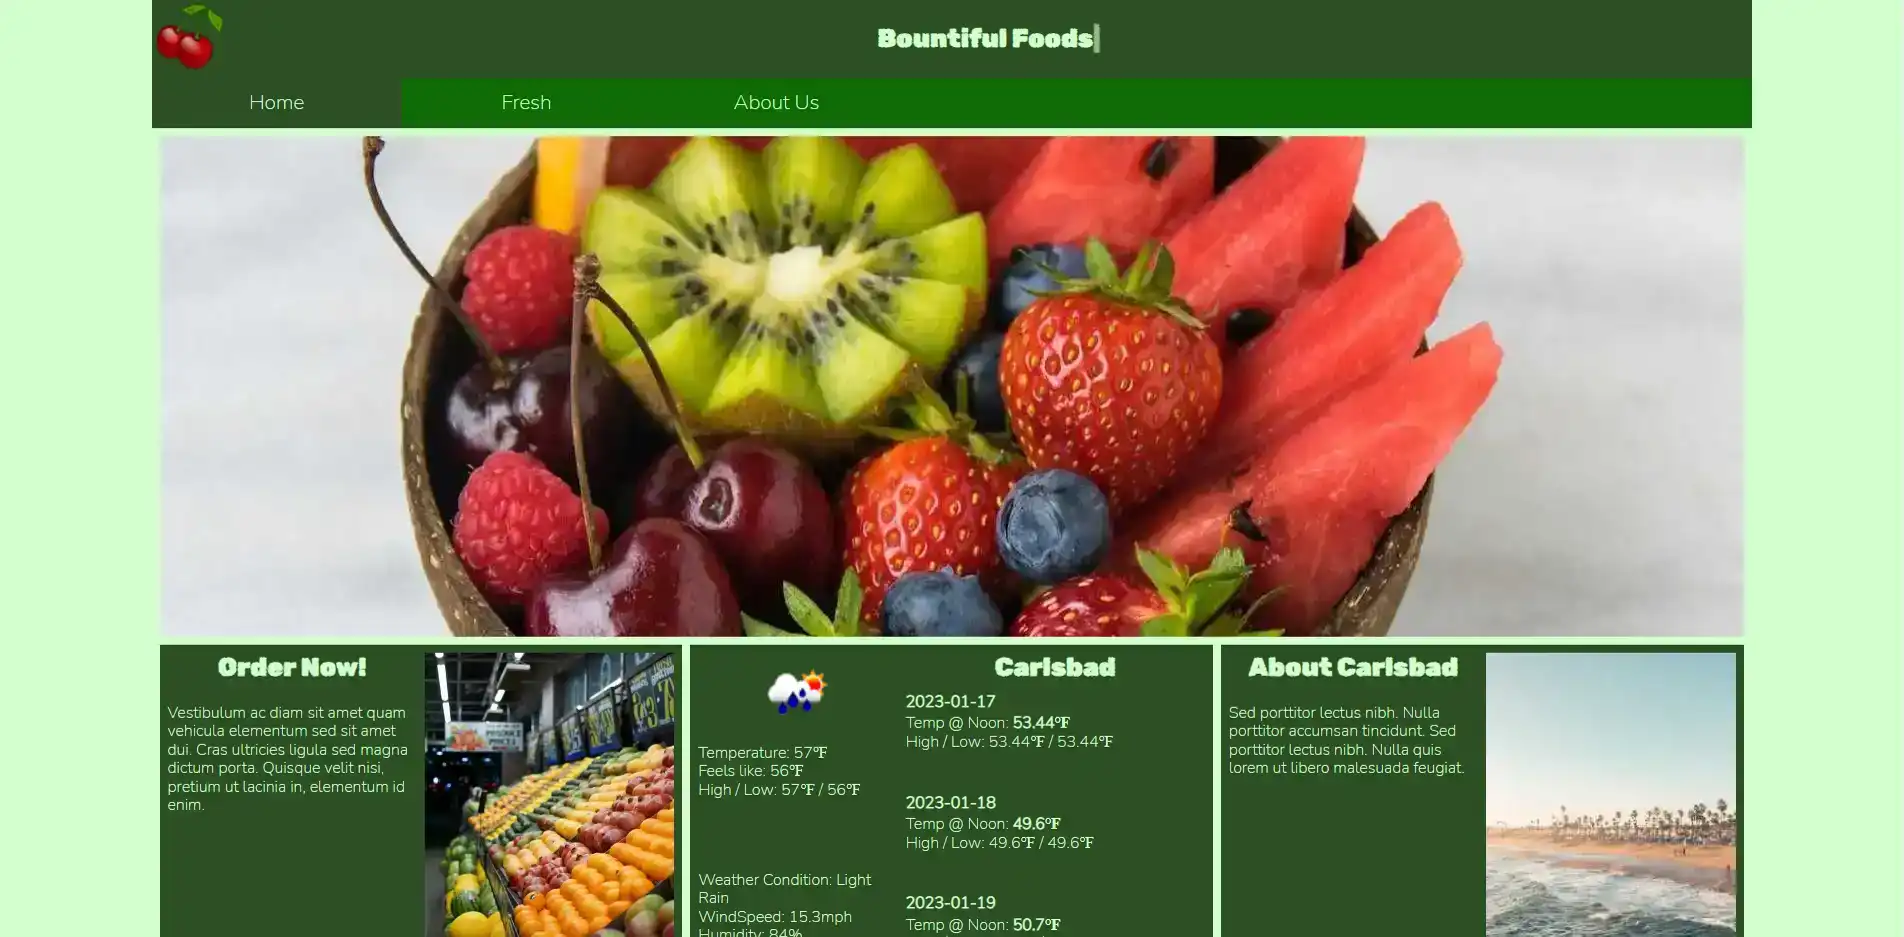 Bountiful Foods
Home
Fresh
About Us
Order Now!
Vestibulum ac diam sit amet quam
vehicula elementum sed sit amet
dui. Cras ultricies ligula sed magna
dictum porta. Quisque velit nisi,
pretium ut lacinia in, elementum id
enim.
Temperature: 57°F
Feels like: 56°F
High / Low: 57°F / 56°F
Weather Condition: Light
Rain
WindSpeed: 15.3mph
Humidity: 84%
Carlsbad
2023-01-17
Temp @ Noon: 53.44°F
High / Low: 53.44°F / 53.44°F
2023-01-18
Temp @ Noon: 49.6°F
High / Low: 49.6°F / 49.6°F
2023-01-19
Temp @ Noon: 50.7°F
About Carlsbad
Sed porttitor lectus nibh. Nulla
porttitor accumsan tincidunt. Sed
porttitor lectus nibh. Nulla quis
lorem ut libero malesuada feugiat.